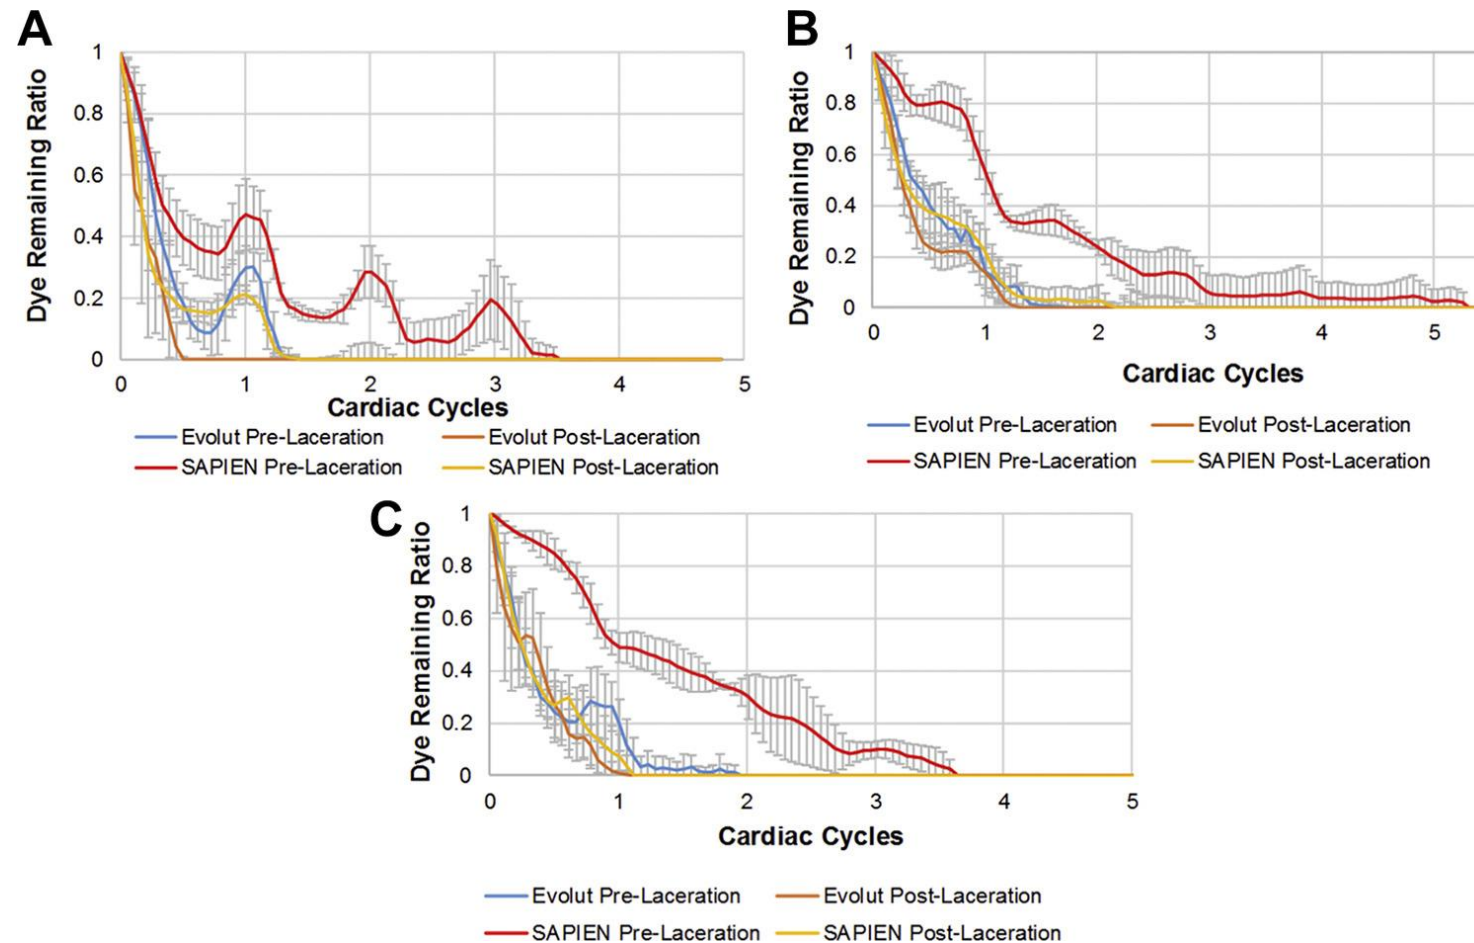 A
1
0.8
0.6
0.4
0.2
0
Dye Remaining Ratio
0 1 2 3 4 5
Cardiac Cycles
Evolut Pre-Laceration Evolut Post-Laceration
SAPIEN Pre-Laceration SAPIEN Post-Laceration
B
1
0.8
0.6
0.4
0.2
0
Dye Remaining Ratio
0 1 2 3 4 5
Cardiac Cycles
Evolut Pre-Laceration Evolut Post-Laceration
SAPIEN Pre-Laceration SAPIEN Post-Laceration
C
1
0.8
0.6
0.4
0.2
0
Dye Remaining Ratio
0 1 2 3 4 5
Cardiac Cycles
Evolut Pre-Laceration Evolut Post-Laceration
SAPIEN Pre-Laceration SAPIEN Post-Laceration